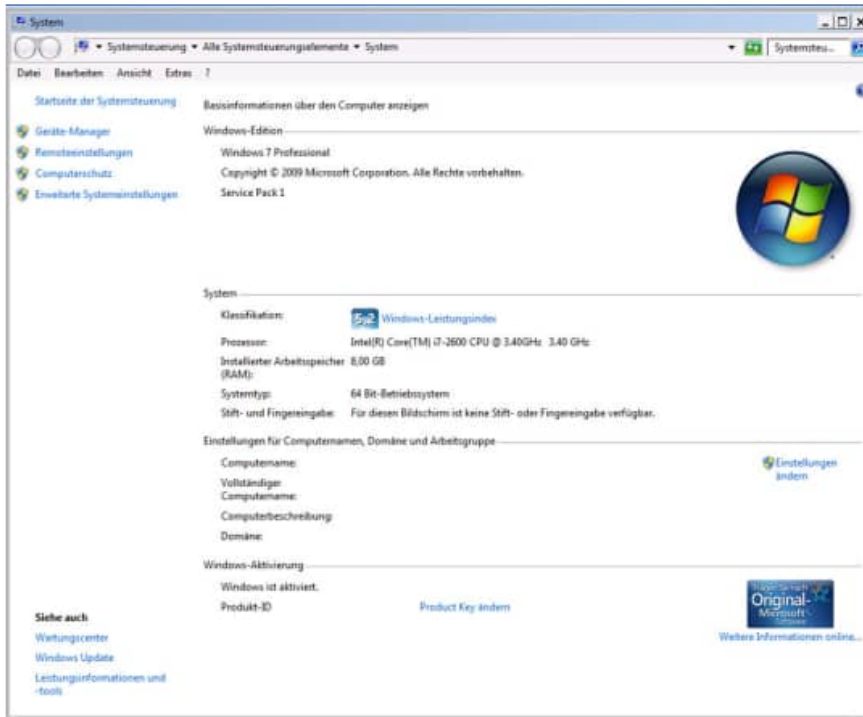 System
Systemsteuerung Alle Systemsteuerungselemente System
Systemsteu...
Datei Bearbeiten Ansicht Extras ?
Startseite der Systemsteuerung
Geräte-Manager
Remoteeinstellungen
Computerschutz
Erweiterte Systemeinstellungen
Basisinformationen über den Computer anzeigen
Windows-Edition
Windows 7 Professional
Copyright © 2009 Microsoft Corporation. Alle Rechte vorbehalten.
Service Pack 1
System
Klassifikation: 5,2 Windows-Leistungsindex
Prozessor: Intel(R) Core(TM) i7-2600 CPU @ 3.40GHz 3.40 GHz
Installierter Arbeitsspeicher 8,00 GB
(RAM):
Systemtyp: 64 Bit-Betriebssystem
Stift- und Fingereingabe: Für diesen Bildschirm ist keine Stift- oder Fingereingabe verfügbar.
Einstellungen für Computernamen, Domäne und Arbeitsgruppe
Computername:
Vollständiger
Computername:
Computerbeschreibung:
Domäne:
Einstellungen
ändern
Windows-Aktivierung
Windows ist aktiviert.
Produkt-ID Product Key ändern
Original-
Microsoft
Software
Weitere Informationen online...
Siehe auch
Wartungscenter
Windows Update
Leistungsinformationen und
-tools